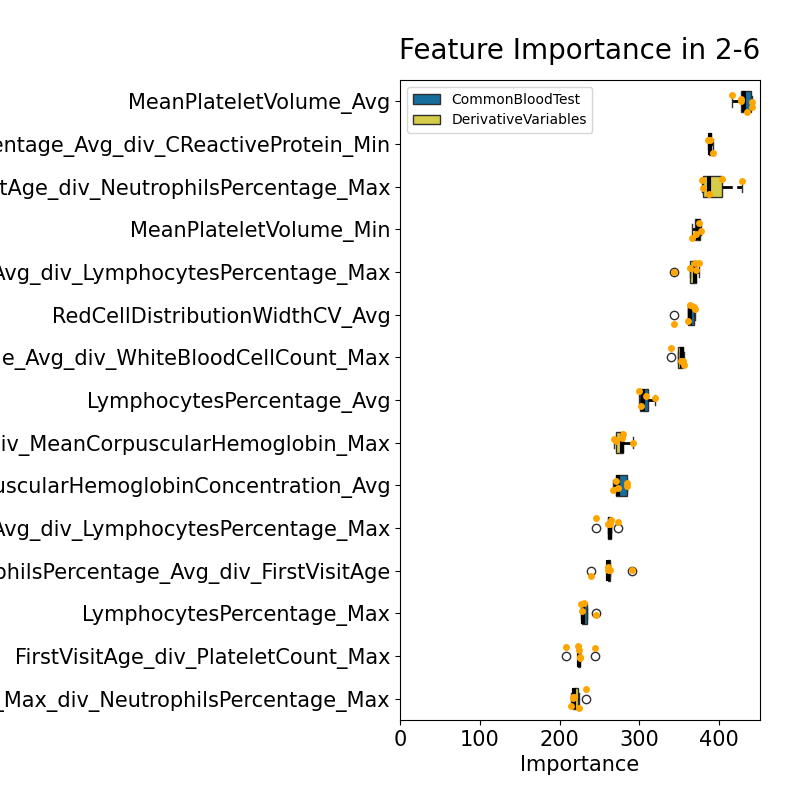 Feature Importance in 2-6
CommonBloodTest
DerivativeVariables
MeanPlateletVolume_Avg
entage_Avg_div_CReactiveProtein_Min
tAge_div_NeutrophilsPercentage_Max
MeanPlateletVolume_Min
Avg_div_LymphocytesPercentage_Max
RedCellDistributionWidthCV_Avg
e_Avg_div_WhiteBloodCellCount_Max
LymphocytesPercentage_Avg
div_MeanCorpuscularHemoglobin_Max
uscularHemoglobinConcentration_Avg
Avg_div_LymphocytesPercentage_Max
philsPercentage_Avg_div_FirstVisitAge
LymphocytesPercentage_Max
FirstVisitAge_div_PlateletCount_Max
_Max_div_NeutrophilsPercentage_Max
0 100 200 300 400
Importance